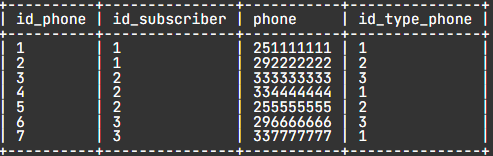 +----------+---------------+-----------+---------------+
| id_phone | id_subscriber | phone     | id_type_phone |
+----------+---------------+-----------+---------------+
| 1        | 1             | 251111111 | 1             |
| 2        | 1             | 292222222 | 2             |
| 3        | 2             | 333333333 | 3             |
| 4        | 2             | 334444444 | 1             |
| 5        | 2             | 255555555 | 2             |
| 6        | 3             | 296666666 | 3             |
| 7        | 3             | 337777777 | 1             |
+----------+---------------+-----------+---------------+